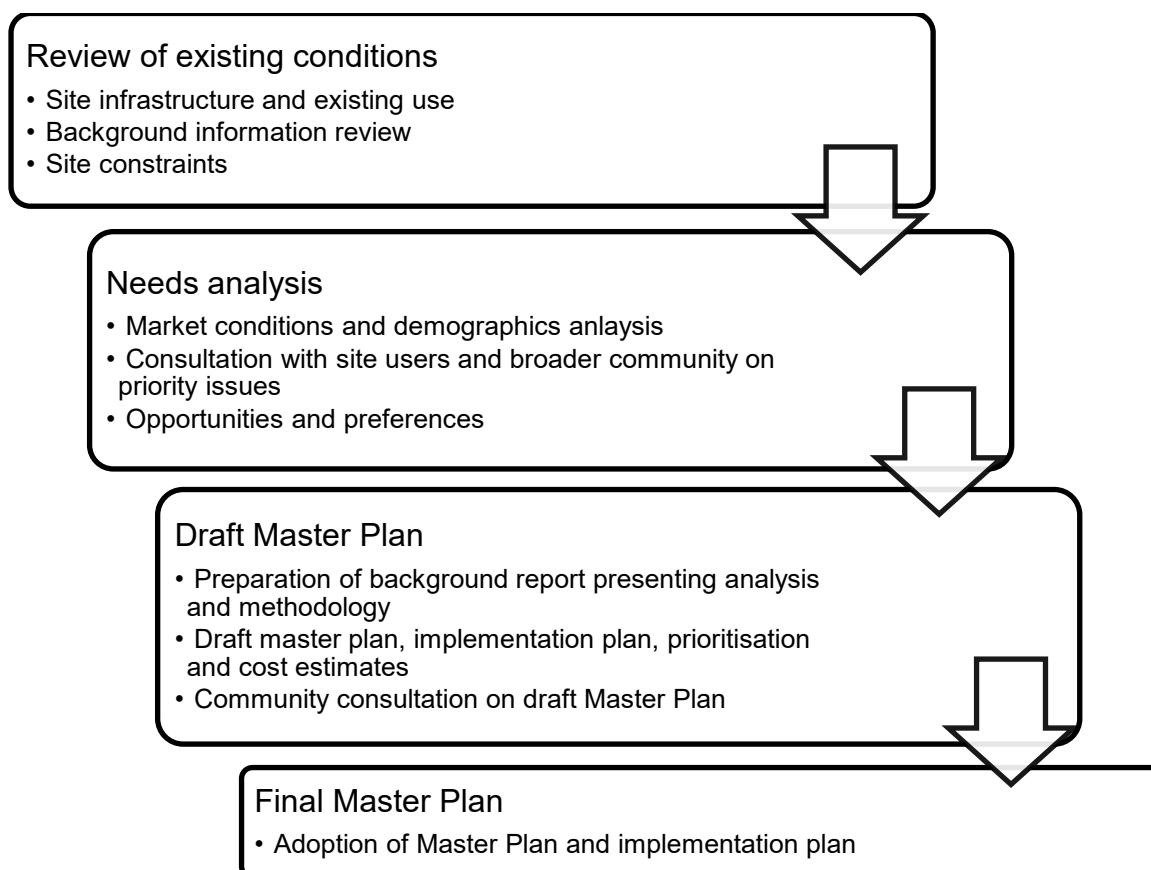 Review of existing conditions
• Site infrastructure and existing use
• Background information review
• Site constraints
Needs analysis
• Market conditions and demographics anlaysis
• Consultation with site users and broader community on
priority issues
• Opportunities and preferences
Draft Master Plan
• Preparation of background report presenting analysis
and methodology
• Draft master plan, implementation plan, prioritisation
and cost estimates
• Community consultation on draft Master Plan
Final Master Plan
• Adoption of Master Plan and implementation plan